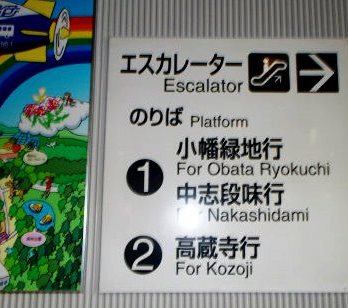 エスカレーター
Escalator
のりば Platform
1
小幡緑地行
For Obata Ryokuchi
中志段味行
For Nakashidami
2
高蔵寺行
For Kozoji